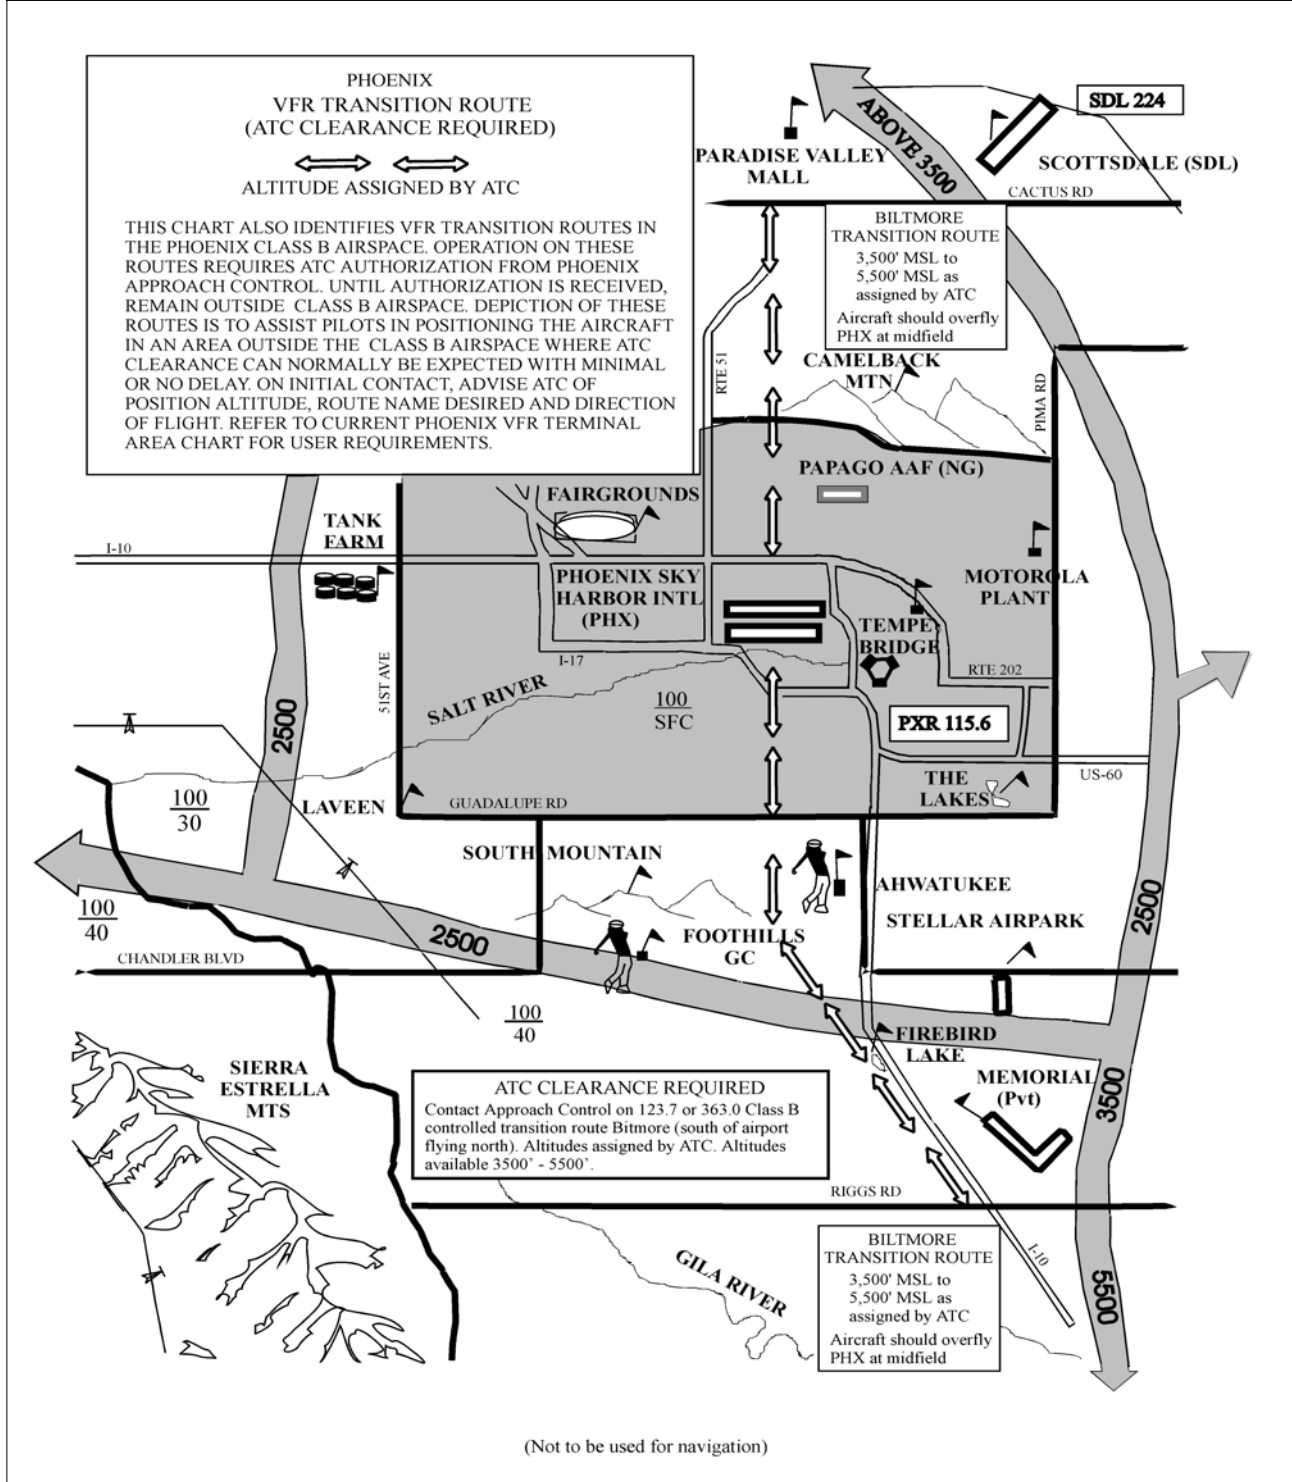 PHOENIX
VFR TRANSITION ROUTE
(ATC CLEARANCE REQUIRED)
ALTITUDE ASSIGNED BY ATC
THIS CHART ALSO IDENTIFIES VFR TRANSITION ROUTES IN
THE PHOENIX CLASS B AIRSPACE. OPERATION ON THESE
ROUTES REQUIRES ATC AUTHORIZATION FROM PHOENIX
APPROACH CONTROL. UNTIL AUTHORIZATION IS RECEIVED,
REMAIN OUTSIDE CLASS B AIRSPACE. DEPICTION OF THESE
ROUTES IS TO ASSIST PILOTS IN POSITIONING THE AIRCRAFT
IN AN AREA OUTSIDE THE CLASS B AIRSPACE WHERE ATC
CLEARANCE CAN NORMALLY BE EXPECTED WITH MINIMAL
OR NO DELAY. ON INITIAL CONTACT, ADVISE ATC OF
POSITION ALTITUDE, ROUTE NAME DESIRED AND DIRECTION
OF FLIGHT. REFER TO CURRENT PHOENIX VFR TERMINAL
AREA CHART FOR USER REQUIREMENTS.
ABOVE 3500
SDL 224
PARADISE VALLEY
MALL
SCOTTSDALE (SDL)
CACTUS RD
BILTMORE
TRANSITION ROUTE
3,500' MSL to
5,500' MSL as
assigned by ATC
Aircraft should overfly
PHX at midfield
RTE 51
CAMELBACK
MTN
PIMA RD
PAPAGO AAF (NG)
FAIRGROUNDS
TANK
FARM
I-10
PHOENIX SKY
HARBOR INTL
(PHX)
MOTOROLA
PLANT
TEMPE
BRIDGE
I-17
RTE 202
51ST AVE
SALT RIVER
100
SFC
2500
PXR 115.6
US-60
THE
LAKES
100
30
LAVEEN
GUADALUPE RD
SOUTH MOUNTAIN
AHWATUKEE
STELLAR AIRPARK
2500
100
40
2500
FOOTHILLS
GC
CHANDLER BLVD
100
40
FIREBIRD
LAKE
SIERRA
ESTRELLA
MTS
MEMORIAL
(Pvt)
3500
ATC CLEARANCE REQUIRED
Contact Approach Control on 123.7 or 363.0 Class B
controlled transition route Bitmore (south of airport
flying north). Altitudes assigned by ATC. Altitudes
available 3500' - 5500'.
RIGGS RD
GILA RIVER
I-10
BILTMORE
TRANSITION ROUTE
3,500' MSL to
5,500' MSL as
assigned by ATC
Aircraft should overfly
PHX at midfield
5500
(Not to be used for navigation)